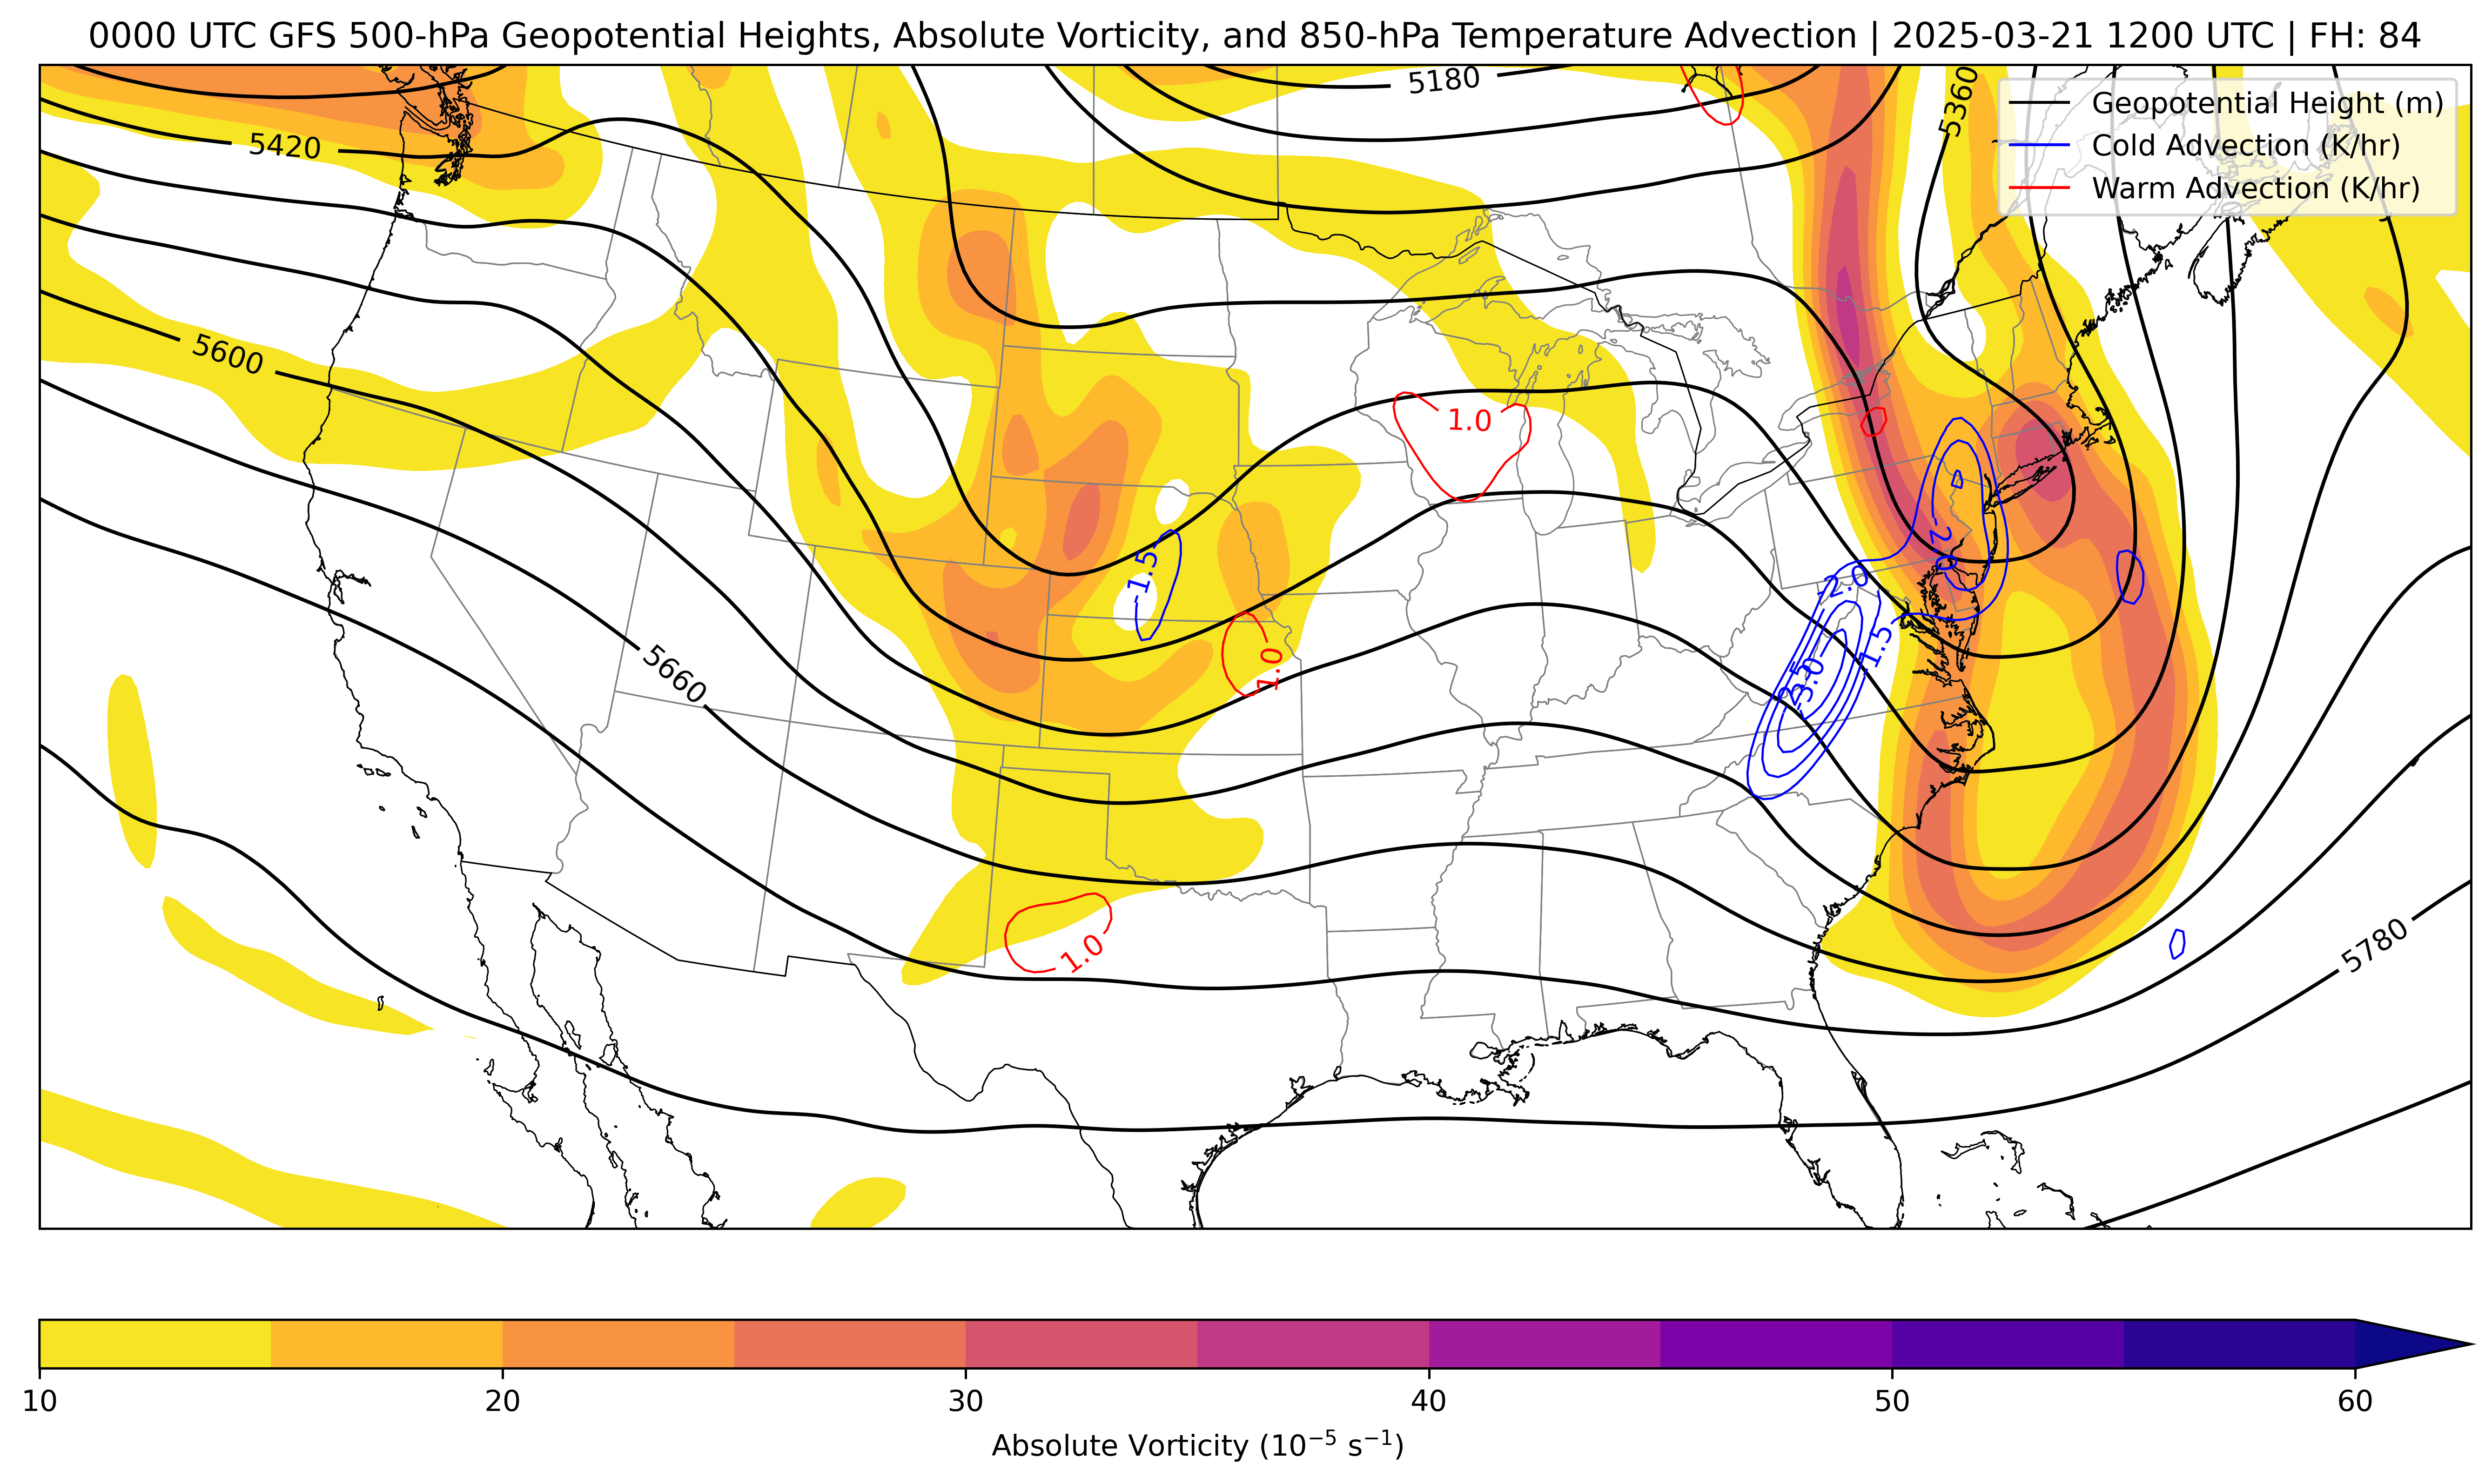 0000 UTC GFS 500-hPa Geopotential Heights, Absolute Vorticity, and 850-hPa Temperature Advection | 2025-03-21 1200 UTC | FH: 84
5180
5360
Geopotential Height (m)
Cold Advection (K/hr)
Warm Advection (K/hr)
5420
5600
1.0
-2.0
-1.5
-2.0
-1.5
1.0
5660
-2.5
-3.0
1.0
5780
10 20 30 40 50 60
Absolute Vorticity (10⁻⁵ s⁻¹)